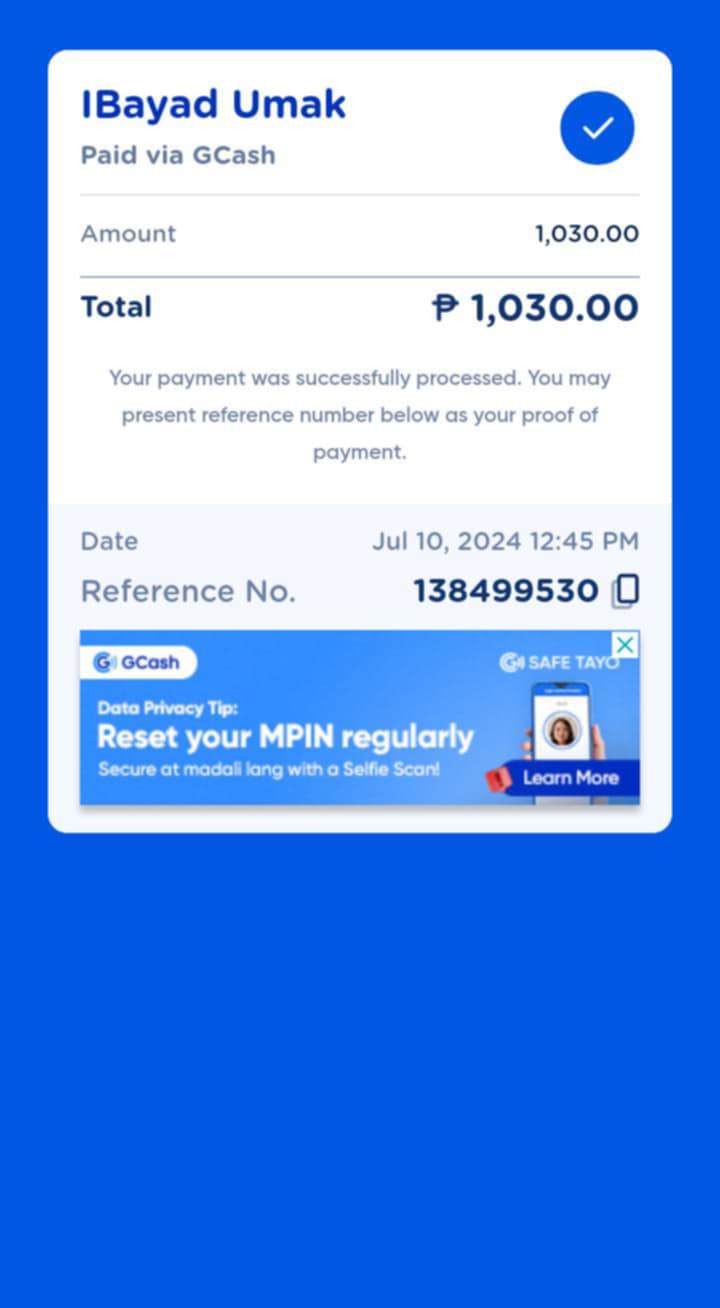 IBayad Umak
Paid via GCash
Amount 1,030.00
Total ₱ 1,030.00
Your payment was successfully processed. You may
present reference number below as your proof of
payment.
Date Jul 10, 2024 12:45 PM
Reference No. 138499530
GCash
SAFE TAYO
Data Privacy Tip:
Reset your MPIN regularly
Secure at madali lang with a Selfie Scan!
Learn More